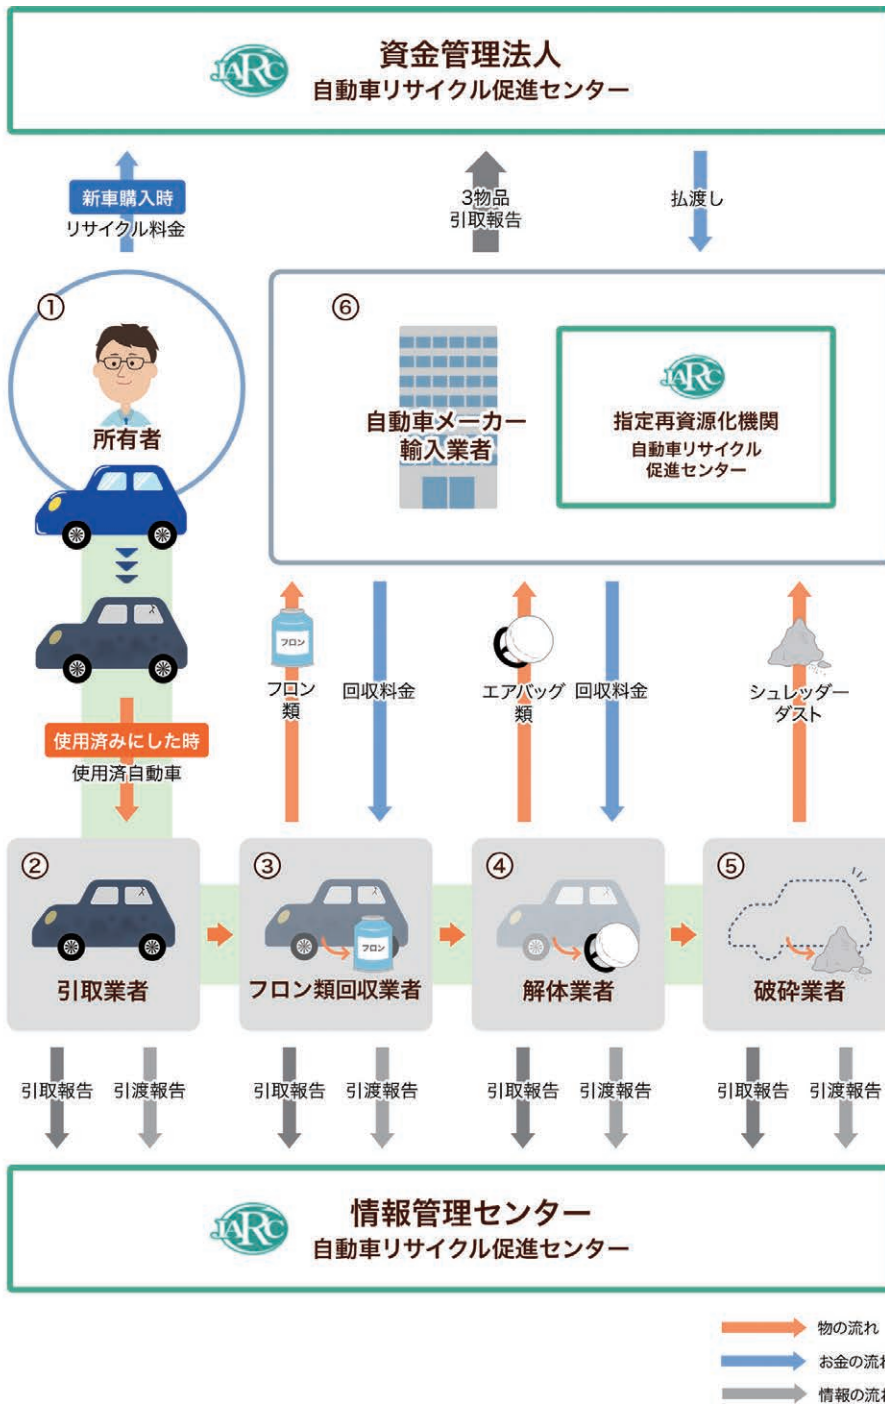 JARC
資金管理法人
自動車リサイクル促進センター
新車購入時
リサイクル料金
3物品
引取報告
払渡し
①
所有者
⑥
自動車メーカー
輸入業者
JARC
指定再資源化機関
自動車リサイクル
促進センター
フロン
フロン
類
回収料金
エアバッグ
類
回収料金
シュレッダー
ダスト
使用済みにした時
使用済自動車
②
引取業者
③
フロン
フロン類回収業者
④
解体業者
⑤
破砕業者
引取報告
引渡報告
引取報告
引渡報告
引取報告
引渡報告
引取報告
引渡報告
JARC
情報管理センター
自動車リサイクル促進センター
物の流れ
お金の流れ
情報の流れ